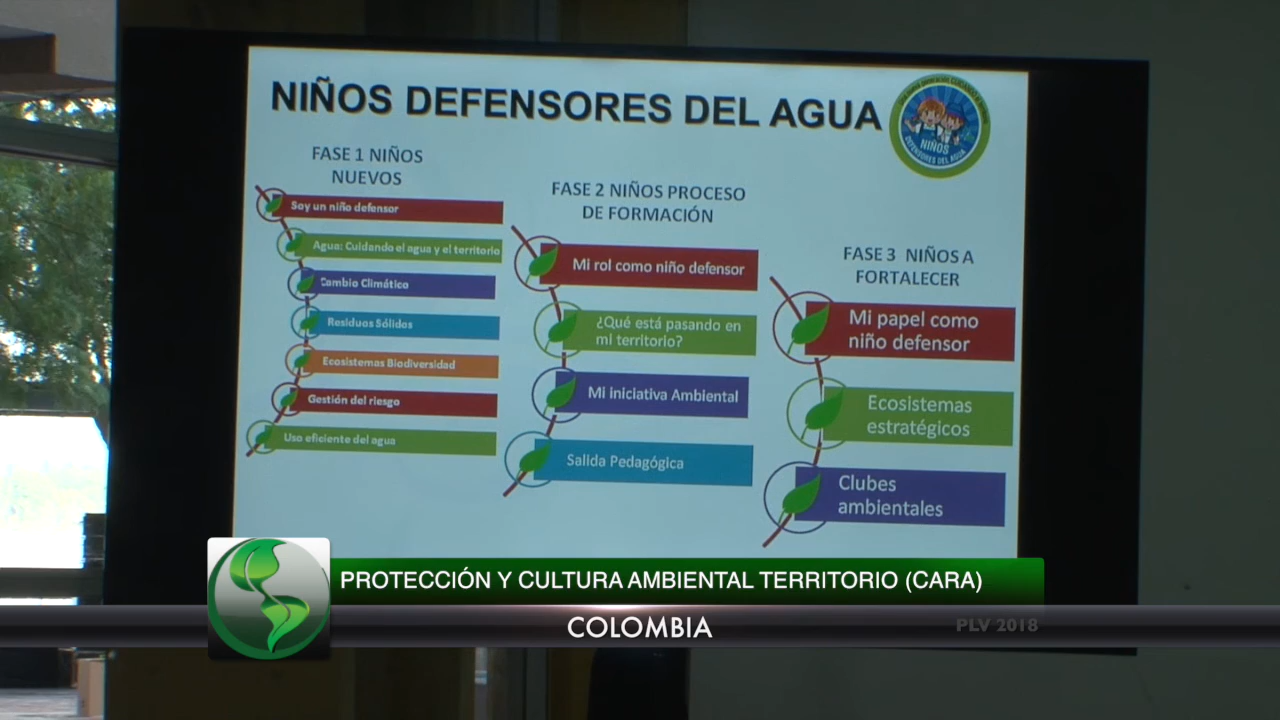 NIÑOS DEFENSORES DEL AGUA
NIÑOS
DEFENSORES DEL AGUA
FASE 1 NIÑOS
NUEVOS
Soy un niño defensor
Agua: Cuidando el agua y el territorio
Cambio Climático
Residuos Sólidos
Ecosistemas Biodiversidad
Gestión del riesgo
Uso eficiente del agua
FASE 2 NIÑOS PROCESO
DE FORMACIÓN
Mi rol como niño defensor
¿Qué está pasando en
mi territorio?
Mi iniciativa Ambiental
Salida Pedagógica
FASE 3 NIÑOS A
FORTALECER
Mi papel como
niño defensor
Ecosistemas
estratégicos
Clubes
ambientales
PROTECCIÓN Y CULTURA AMBIENTAL TERRITORIO (CARA)
COLOMBIA
PLV 2018